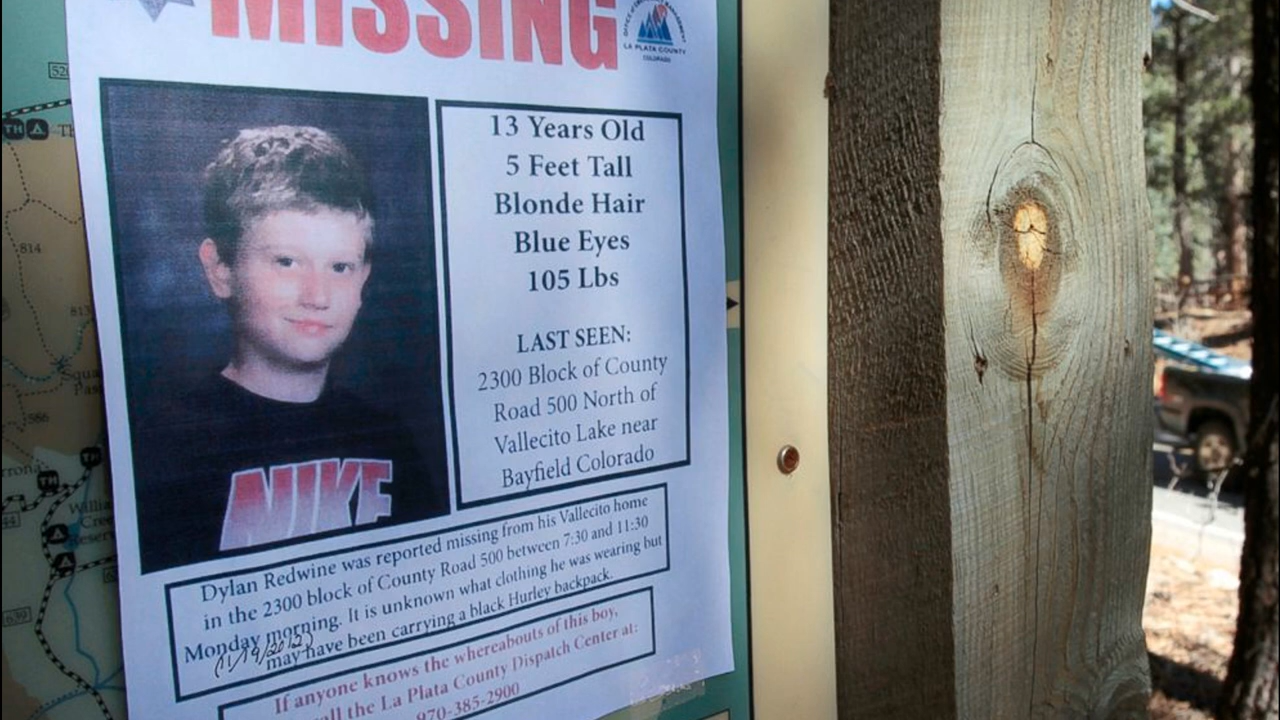 MISSING
LA PLATA COUNTY
COLORADO
13 Years Old
5 Feet Tall
Blonde Hair
Blue Eyes
105 Lbs
LAST SEEN:
2300 Block of County
Road 500 North of
Vallecito Lake near
Bayfield Colorado
NIKE
Dylan Redwine was reported missing from his Vallecito home
in the 2300 block of County Road 500 between 7:30 and 11:30
Monday morning. It is unknown what clothing he was wearing but
may have been carrying a black Hurley backpack.
(11/19/2012)
If anyone knows the whereabouts of this boy,
the La Plata County Dispatch Center at:
970-385-2900
814
TH
TH
TH